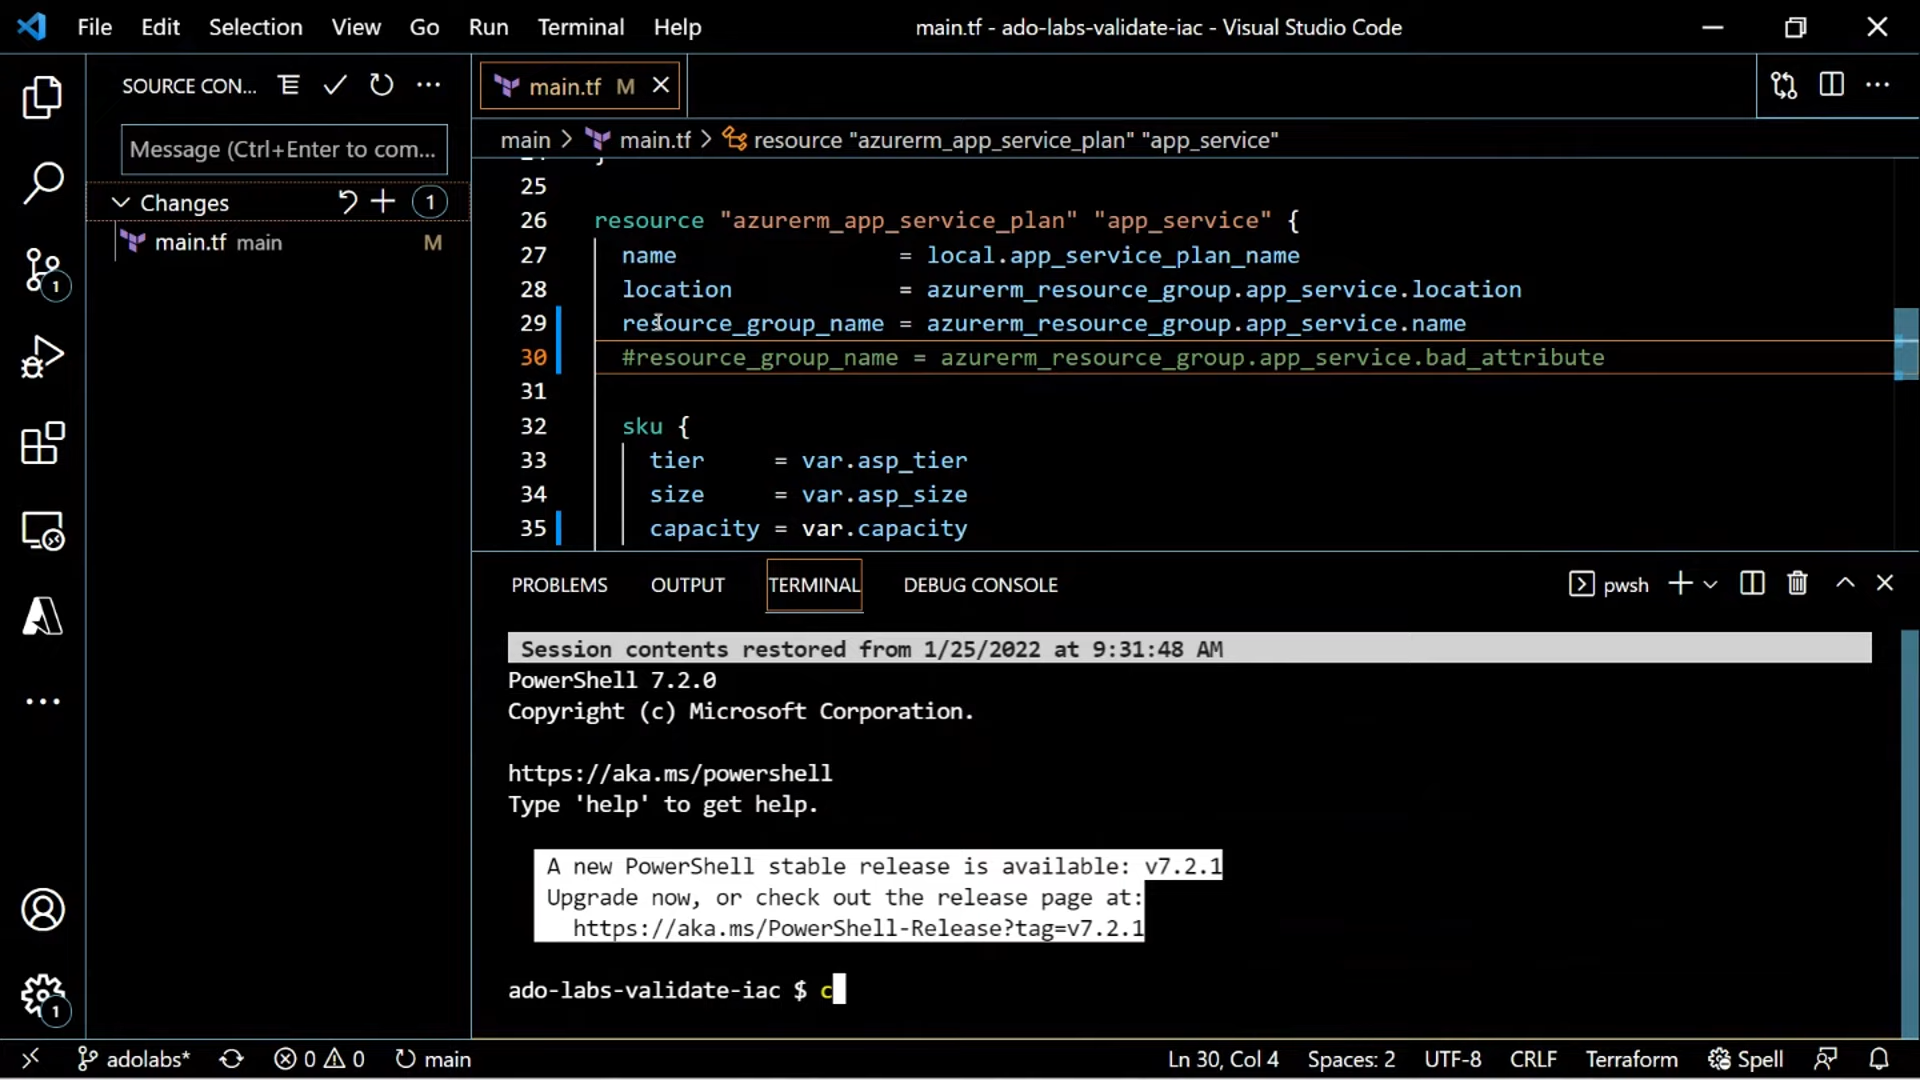 File Edit Selection View Go Run Terminal Help main.tf - ado-labs-validate-iac - Visual Studio Code
SOURCE CON...
main.tf M
Message (Ctrl+Enter to com...
main > main.tf > resource "azurerm_app_service_plan" "app_service"
Changes 1
main.tf main M
25
26 resource "azurerm_app_service_plan" "app_service" {
27 name = local.app_service_plan_name
28 location = azurerm_resource_group.app_service.location
29 resource_group_name = azurerm_resource_group.app_service.name
30 #resource_group_name = azurerm_resource_group.app_service.bad_attribute
31
32 sku {
33 tier = var.asp_tier
34 size = var.asp_size
35 capacity = var.capacity
1
PROBLEMS OUTPUT TERMINAL DEBUG CONSOLE pwsh
Session contents restored from 1/25/2022 at 9:31:48 AM
PowerShell 7.2.0
Copyright (c) Microsoft Corporation.
https://aka.ms/powershell
Type 'help' to get help.
A new PowerShell stable release is available: v7.2.1
Upgrade now, or check out the release page at:
https://aka.ms/PowerShell-Release?tag=v7.2.1
ado-labs-validate-iac $ c
1
adolabs* 0 0 main Ln 30, Col 4 Spaces: 2 UTF-8 CRLF Terraform Spell